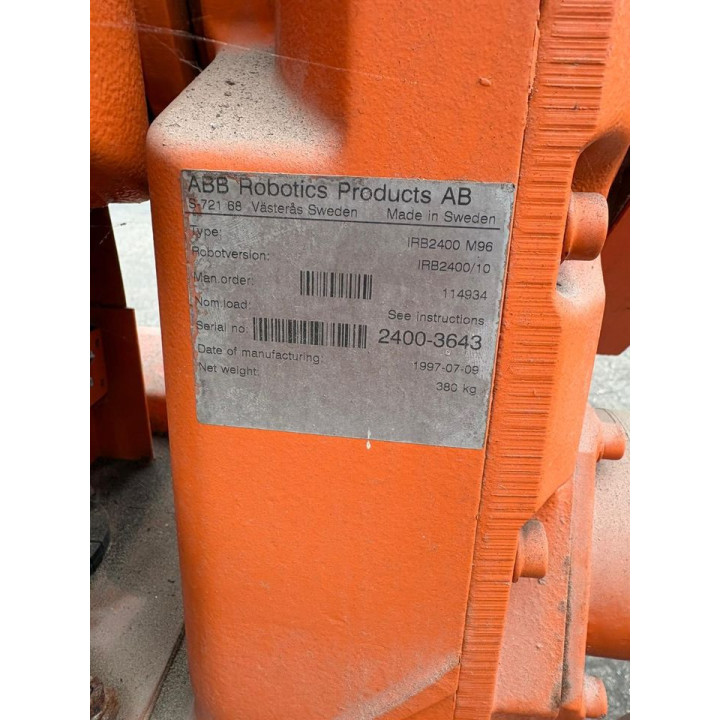 ABB Robotics Products AB
S-721 68 Västerås Sweden Made in Sweden
Type: IRB2400 M96
Robotversion: IRB2400/10
Man.order: 114934
Nom.load: See instructions
Serial no: 2400-3643
Date of manufacturing: 1997-07-09
Net weight: 380 kg